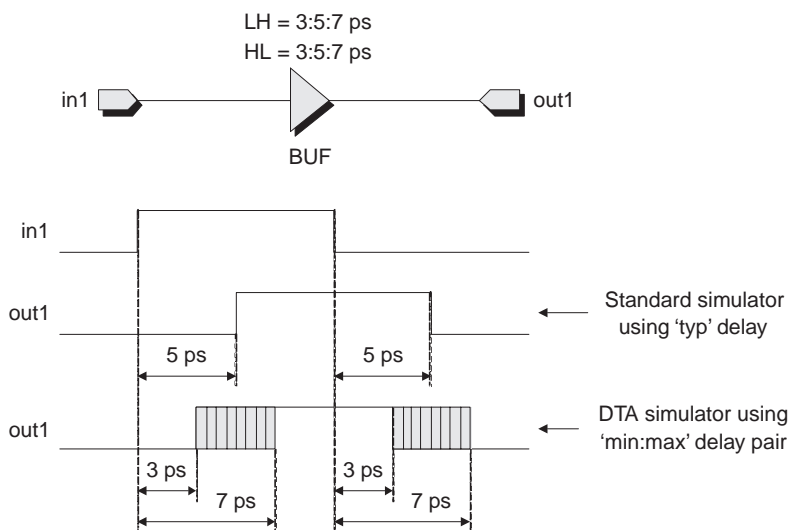 LH = 3:5:7 ps
HL = 3:5:7 ps
in1
out1
BUF
in1
out1
Standard simulator
using ‘typ’ delay
5 ps
5 ps
out1
DTA simulator using
‘min:max’ delay pair
3 ps
3 ps
7 ps
7 ps